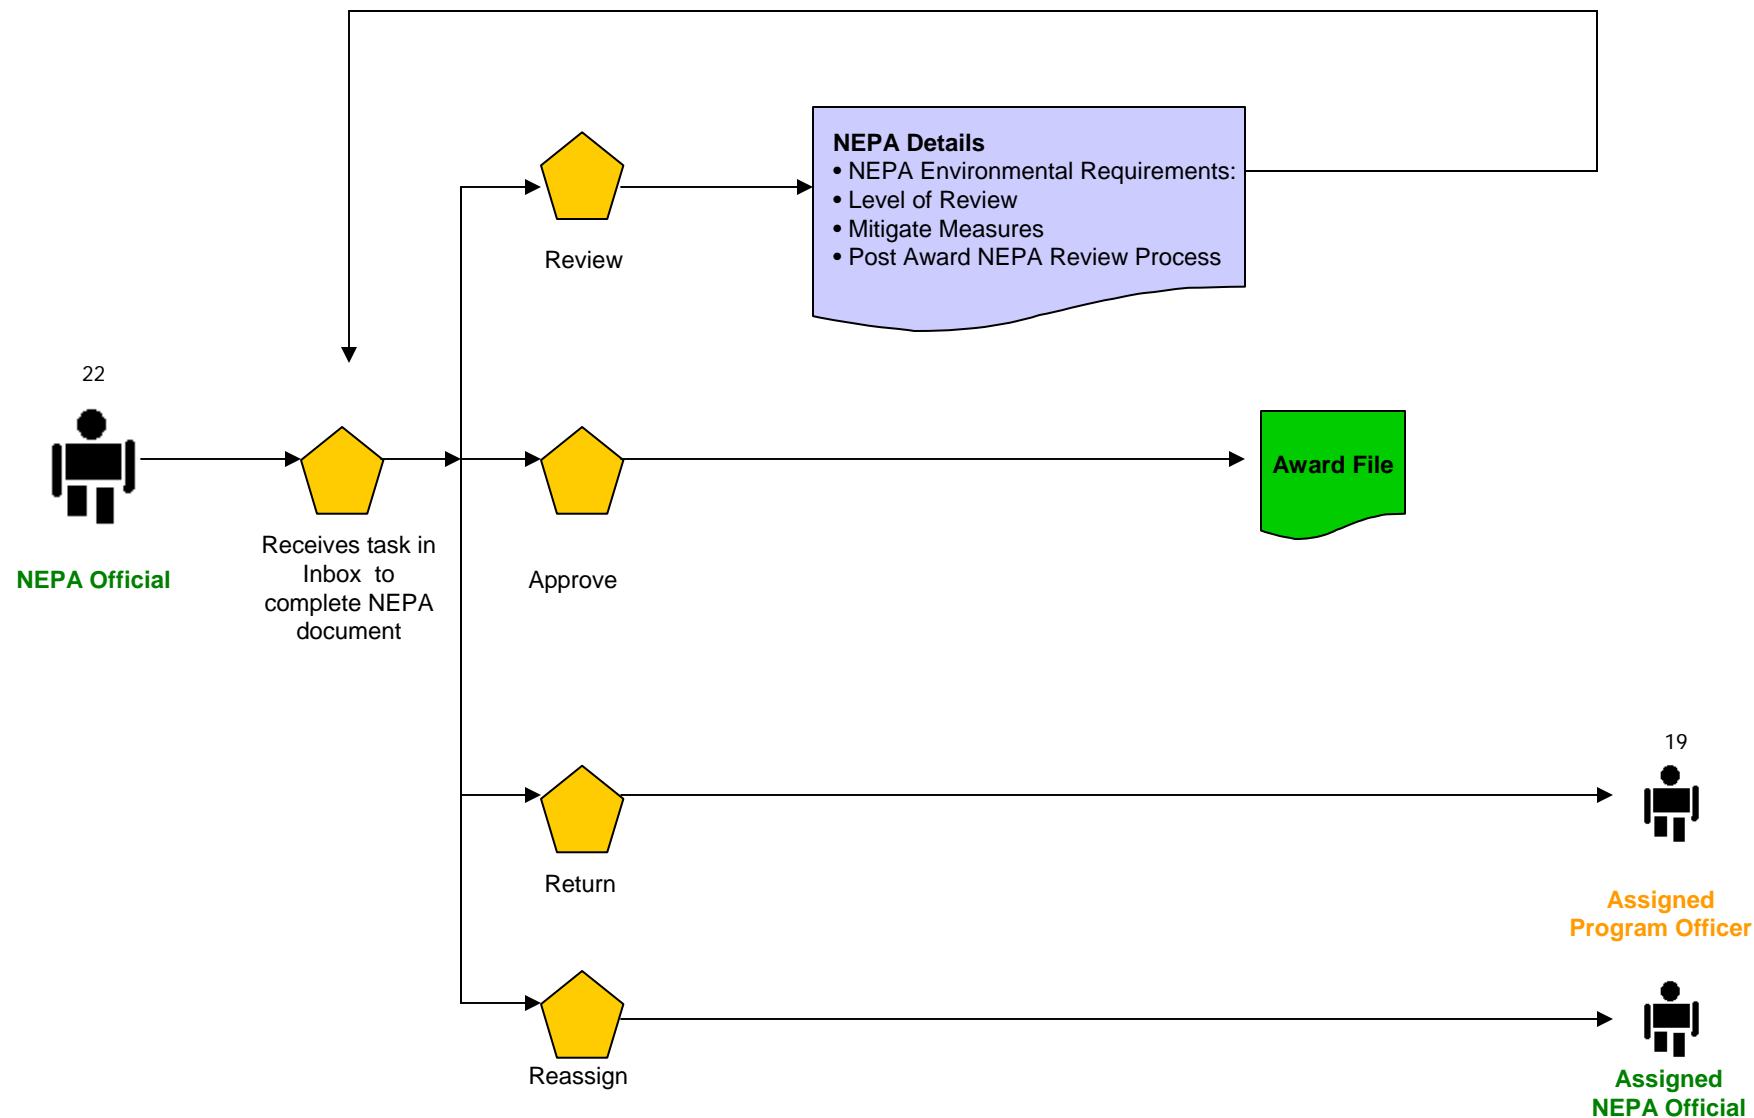 NEPA Details
• NEPA Environmental Requirements:
• Level of Review
• Mitigate Measures
• Post Award NEPA Review Process
Review
22
NEPA Official
Receives task in
Inbox to
complete NEPA
document
Approve
Award File
19
Return
Assigned
Program Officer
Reassign
Assigned
NEPA Official